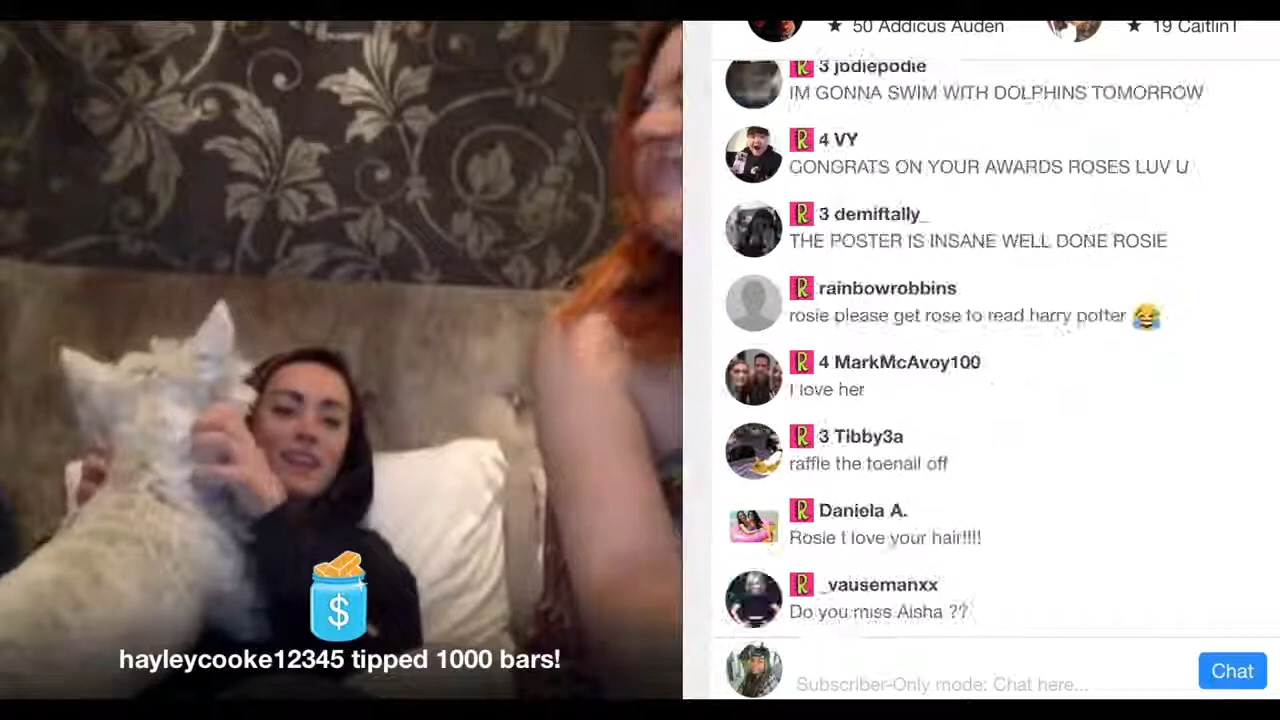 ★ 50 Addicus Auden
★ 19 CaitlinT
R 3 jodiepodie
IM GONNA SWIM WITH DOLPHINS TOMORROW
R 4 VY
GONGRATS ON YOUR AWARDS ROSES LUV U
R 3 demiftally_
THE POSTER IS INSANE WELL DONE ROSIE
R rainbowrobbins
rosie please get rose to read harry potter 😂
R 4 MarkMcAvoy100
I love her
R 3 Tibby3a
raffle the toenail off
R Daniela A.
Rosie I love your hair!!!!
R _vausemanxx
Do you miss Aisha ??
Subscriber-Only mode: Chat here...
Chat
$
hayleycooke12345 tipped 1000 bars!